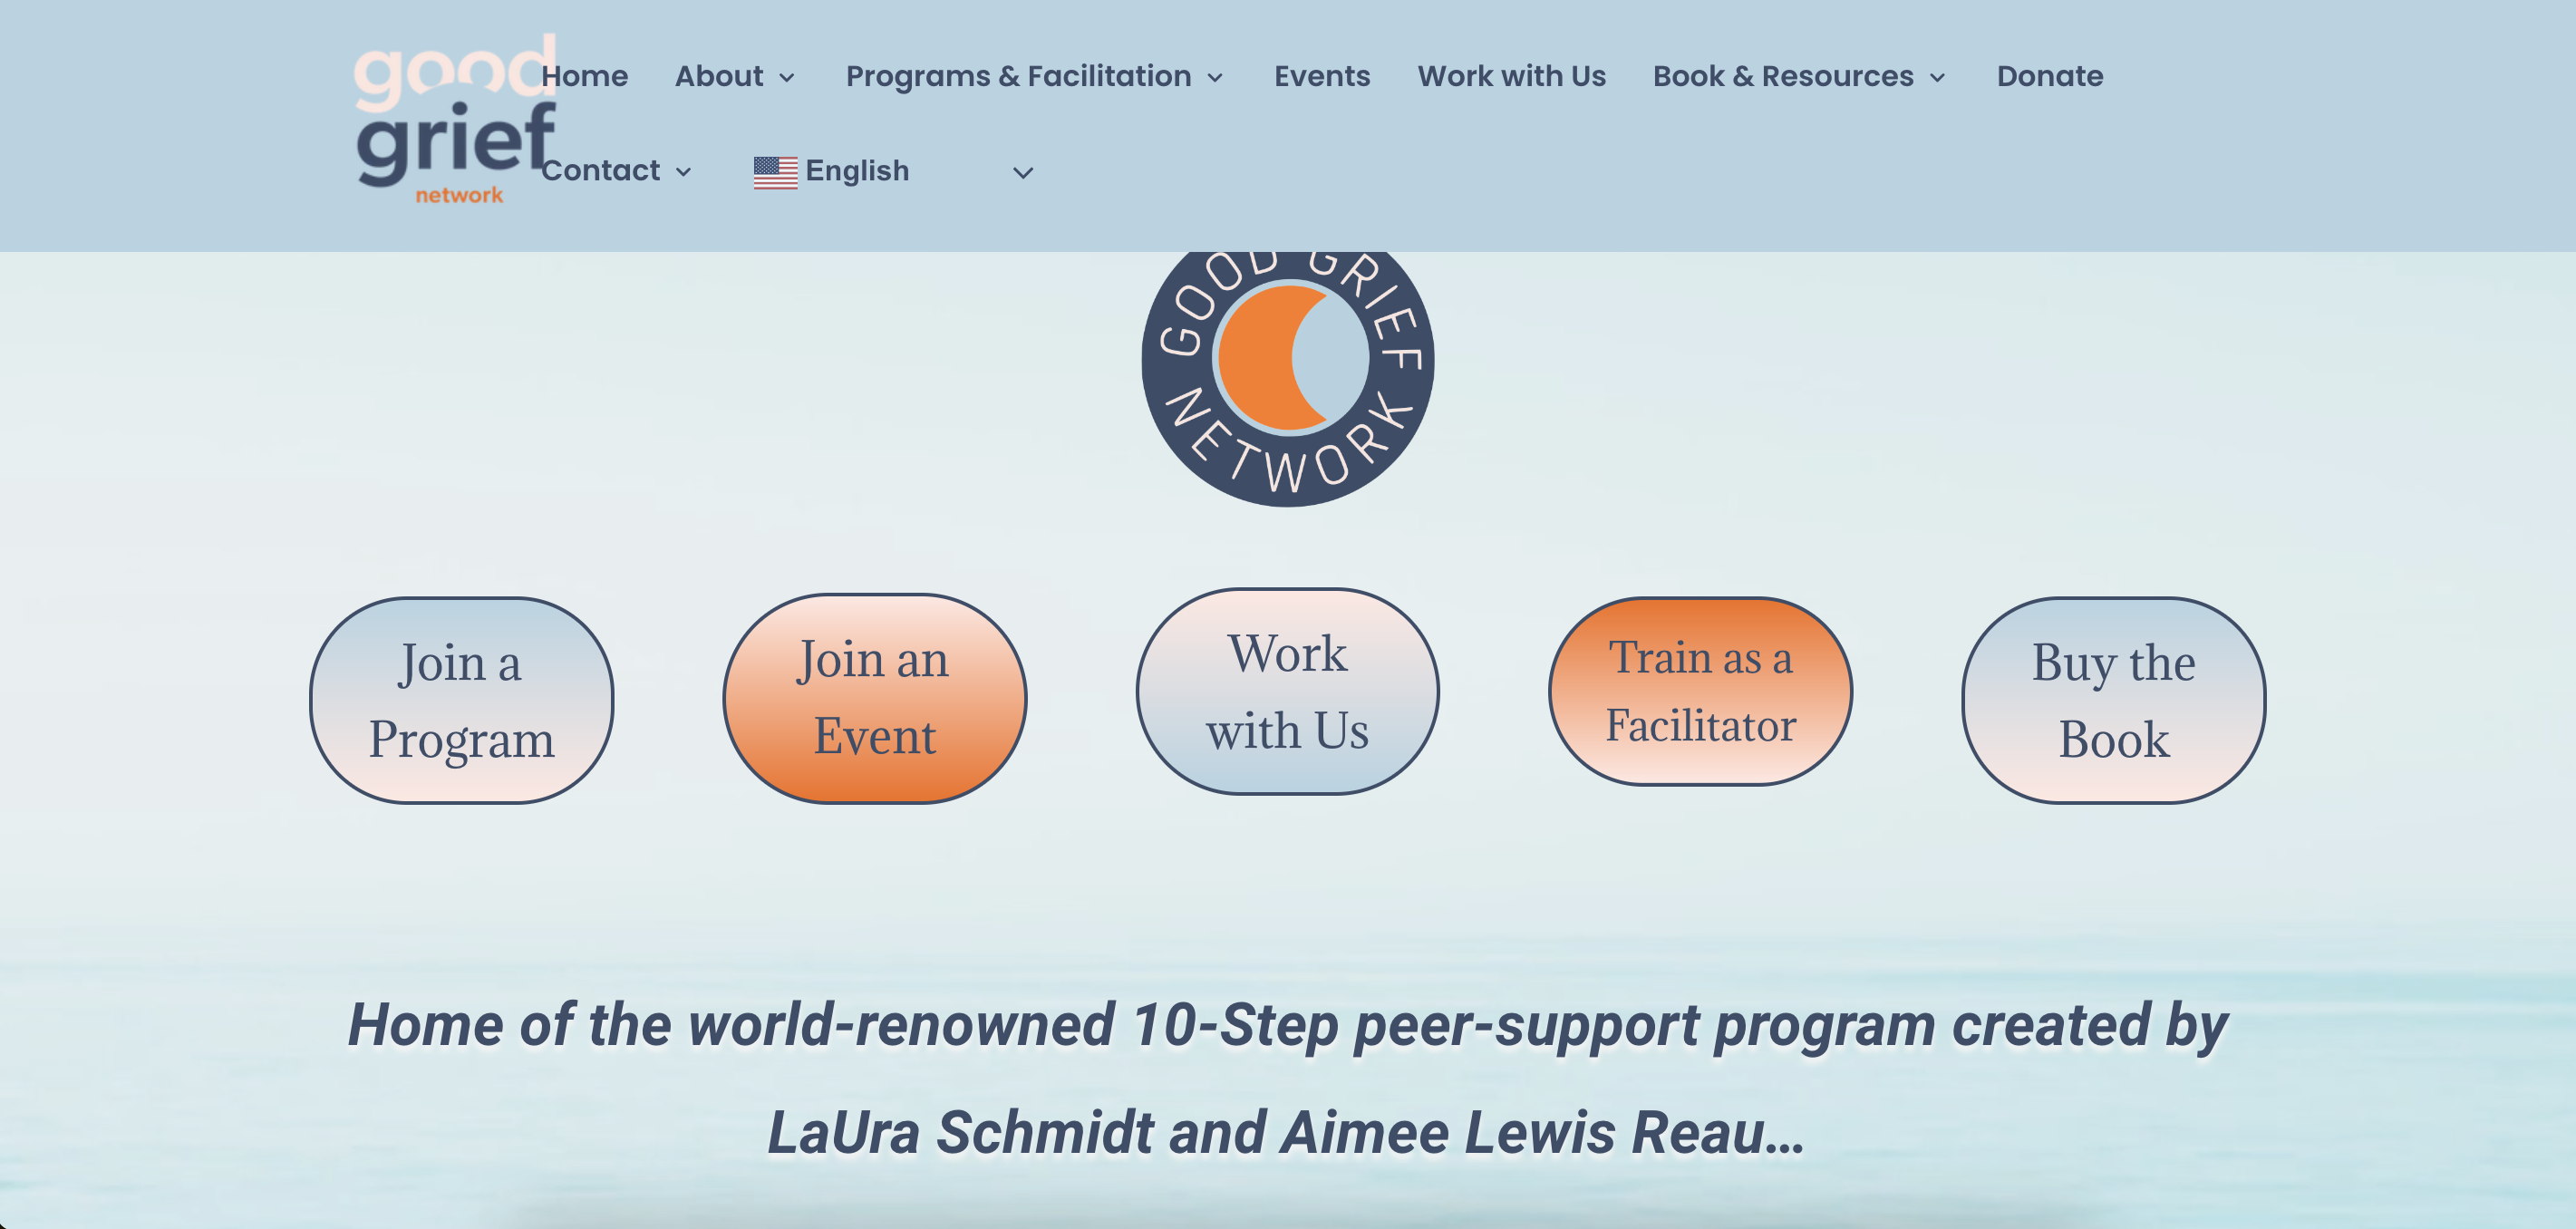 good
grief
network
Home About Programs & Facilitation Events Work with Us Book & Resources Donate
Contact English
GOOD GRIEF
NETWORK
Join a
Program
Join an
Event
Work
with Us
Train as a
Facilitator
Buy the
Book
Home of the world-renowned 10-Step peer-support program created by
LaUra Schmidt and Aimee Lewis Reau...